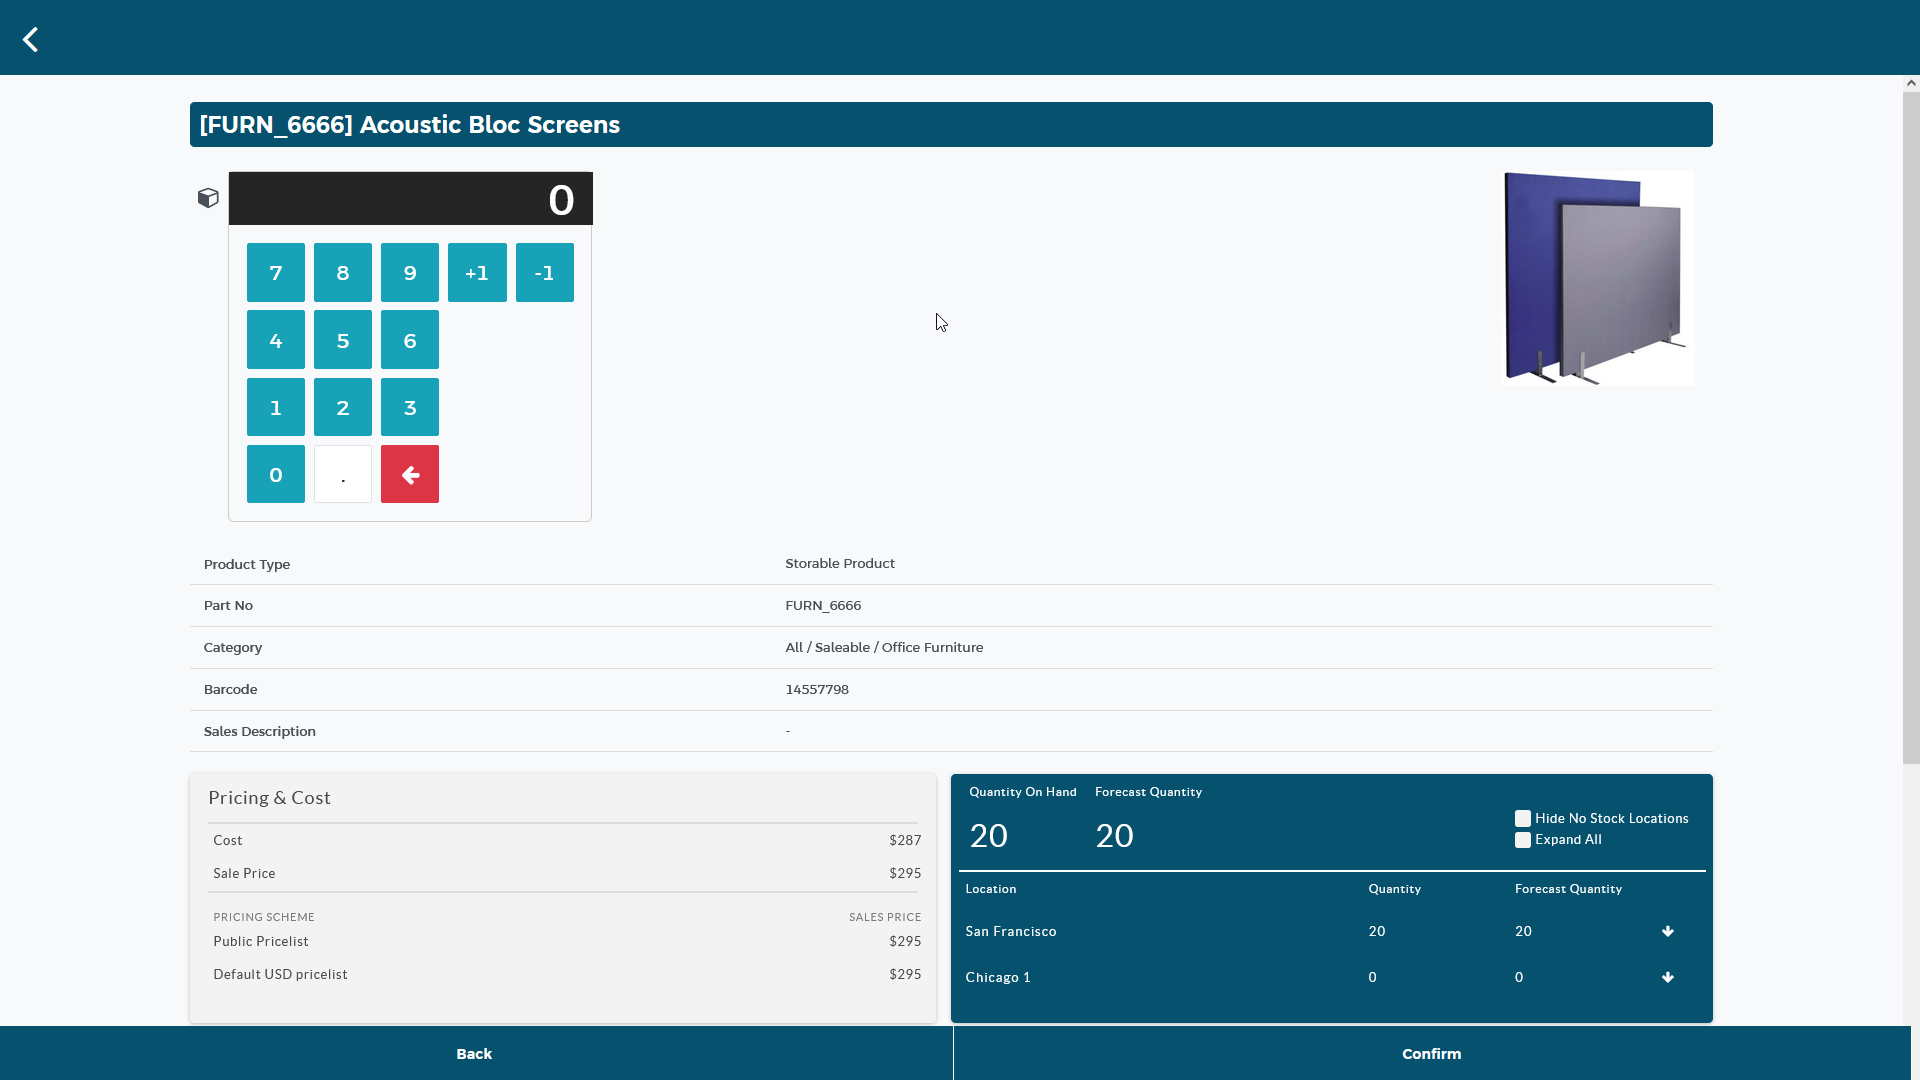 [FURN_6666] Acoustic Bloc Screens
0
7 8 9 +1 -1
4 5 6
1 2 3
0 .
Product Type Storable Product
Part No FURN_6666
Category All / Saleable / Office Furniture
Barcode 14557798
Sales Description -
Pricing & Cost
Cost $287
Sale Price $295
PRICING SCHEME SALES PRICE
Public Pricelist $295
Default USD pricelist $295
Quantity On Hand Forecast Quantity
20 20
Hide No Stock Locations
Expand All
Location Quantity Forecast Quantity
San Francisco 20 20
Chicago 1 0 0
Back Confirm